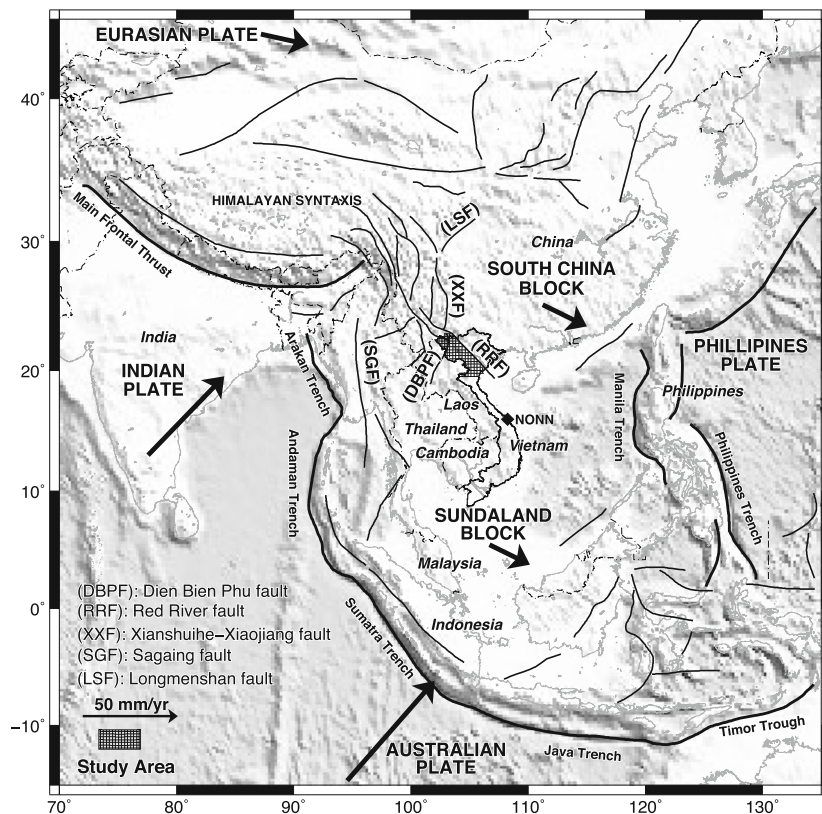 EURASIAN PLATE
40°
HIMALAYAN SYNTAXIS
Main Frontal Thrust
(LSF)
30°
China
SOUTH CHINA
BLOCK
(XXF)
India
INDIAN
PLATE
Arakan Trench
(SGF)
(DBPF)
(RRF)
PHILLIPINES
PLATE
20°
Laos
Manila Trench
Philippines
NONN
Thailand
Vietnam
Cambodia
Andaman Trench
Philippines Trench
10°
SUNDALAND
BLOCK
Malaysia
(DBPF): Dien Bien Phu fault
(RRF): Red River fault
0°
(XXF): Xianshuihe–Xiaojiang fault
Indonesia
Sumatra Trench
(SGF): Sagaing fault
(LSF): Longmenshan fault
50 mm/yr
−10°
Study Area
AUSTRALIAN
PLATE
Java Trench
Timor Trough
70° 80° 90° 100° 110° 120° 130°